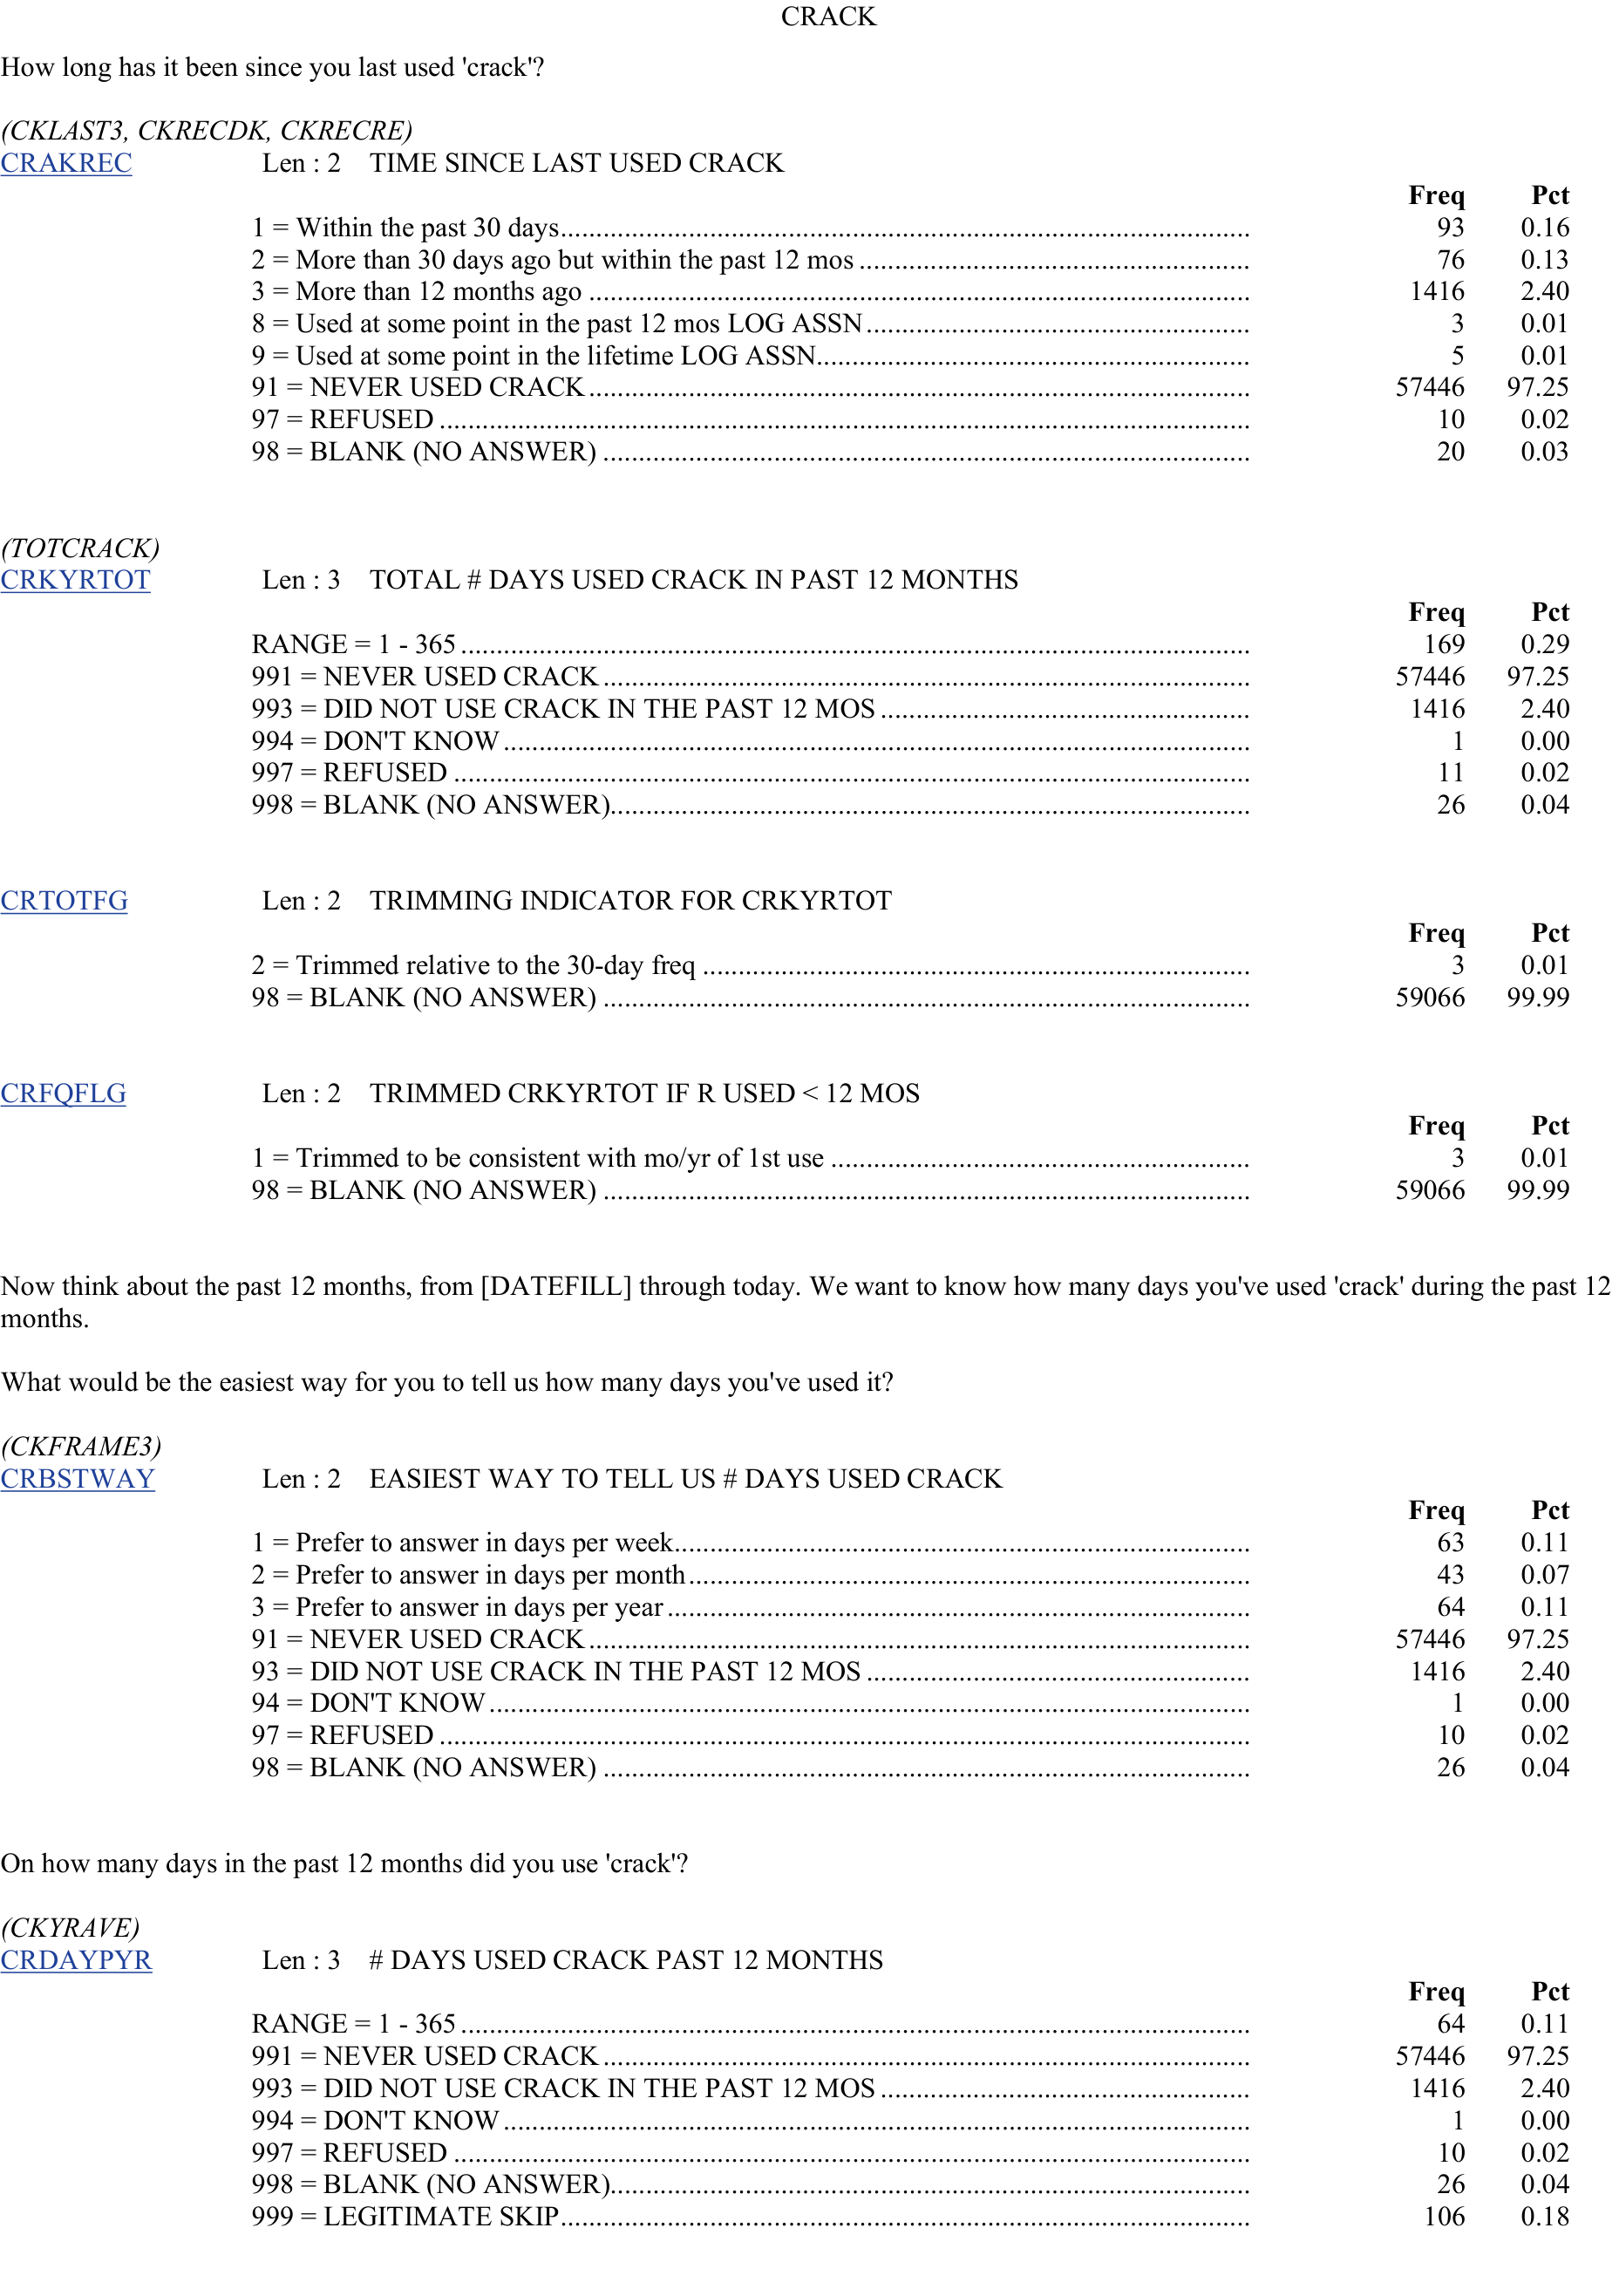 CRACK
How long has it been since you last used 'crack'?
(CKLAST3, CKRECDK, CKRECRE)
CRAKREC Len : 2 TIME SINCE LAST USED CRACK
Freq Pct
1 = Within the past 30 days 93 0.16
2 = More than 30 days ago but within the past 12 mos 76 0.13
3 = More than 12 months ago 1416 2.40
8 = Used at some point in the past 12 mos LOG ASSN 3 0.01
9 = Used at some point in the lifetime LOG ASSN 5 0.01
91 = NEVER USED CRACK 57446 97.25
97 = REFUSED 10 0.02
98 = BLANK (NO ANSWER) 20 0.03
(TOTCRACK)
CRKYRTOT Len : 3 TOTAL # DAYS USED CRACK IN PAST 12 MONTHS
Freq Pct
RANGE = 1 - 365 169 0.29
991 = NEVER USED CRACK 57446 97.25
993 = DID NOT USE CRACK IN THE PAST 12 MOS 1416 2.40
994 = DON'T KNOW 1 0.00
997 = REFUSED 11 0.02
998 = BLANK (NO ANSWER) 26 0.04
CRTOTFG Len : 2 TRIMMING INDICATOR FOR CRKYRTOT
Freq Pct
2 = Trimmed relative to the 30-day freq 3 0.01
98 = BLANK (NO ANSWER) 59066 99.99
CRFQFLG Len : 2 TRIMMED CRKYRTOT IF R USED < 12 MOS
Freq Pct
1 = Trimmed to be consistent with mo/yr of 1st use 3 0.01
98 = BLANK (NO ANSWER) 59066 99.99
Now think about the past 12 months, from [DATEFILL] through today. We want to know how many days you've used 'crack' during the past 12
months.
What would be the easiest way for you to tell us how many days you've used it?
(CKFRAME3)
CRBSTWAY Len : 2 EASIEST WAY TO TELL US # DAYS USED CRACK
Freq Pct
1 = Prefer to answer in days per week 63 0.11
2 = Prefer to answer in days per month 43 0.07
3 = Prefer to answer in days per year 64 0.11
91 = NEVER USED CRACK 57446 97.25
93 = DID NOT USE CRACK IN THE PAST 12 MOS 1416 2.40
94 = DON'T KNOW 1 0.00
97 = REFUSED 10 0.02
98 = BLANK (NO ANSWER) 26 0.04
On how many days in the past 12 months did you use 'crack'?
(CKYRAVE)
CRDAYPYR Len : 3 # DAYS USED CRACK PAST 12 MONTHS
Freq Pct
RANGE = 1 - 365 64 0.11
991 = NEVER USED CRACK 57446 97.25
993 = DID NOT USE CRACK IN THE PAST 12 MOS 1416 2.40
994 = DON'T KNOW 1 0.00
997 = REFUSED 10 0.02
998 = BLANK (NO ANSWER) 26 0.04
999 = LEGITIMATE SKIP 106 0.18